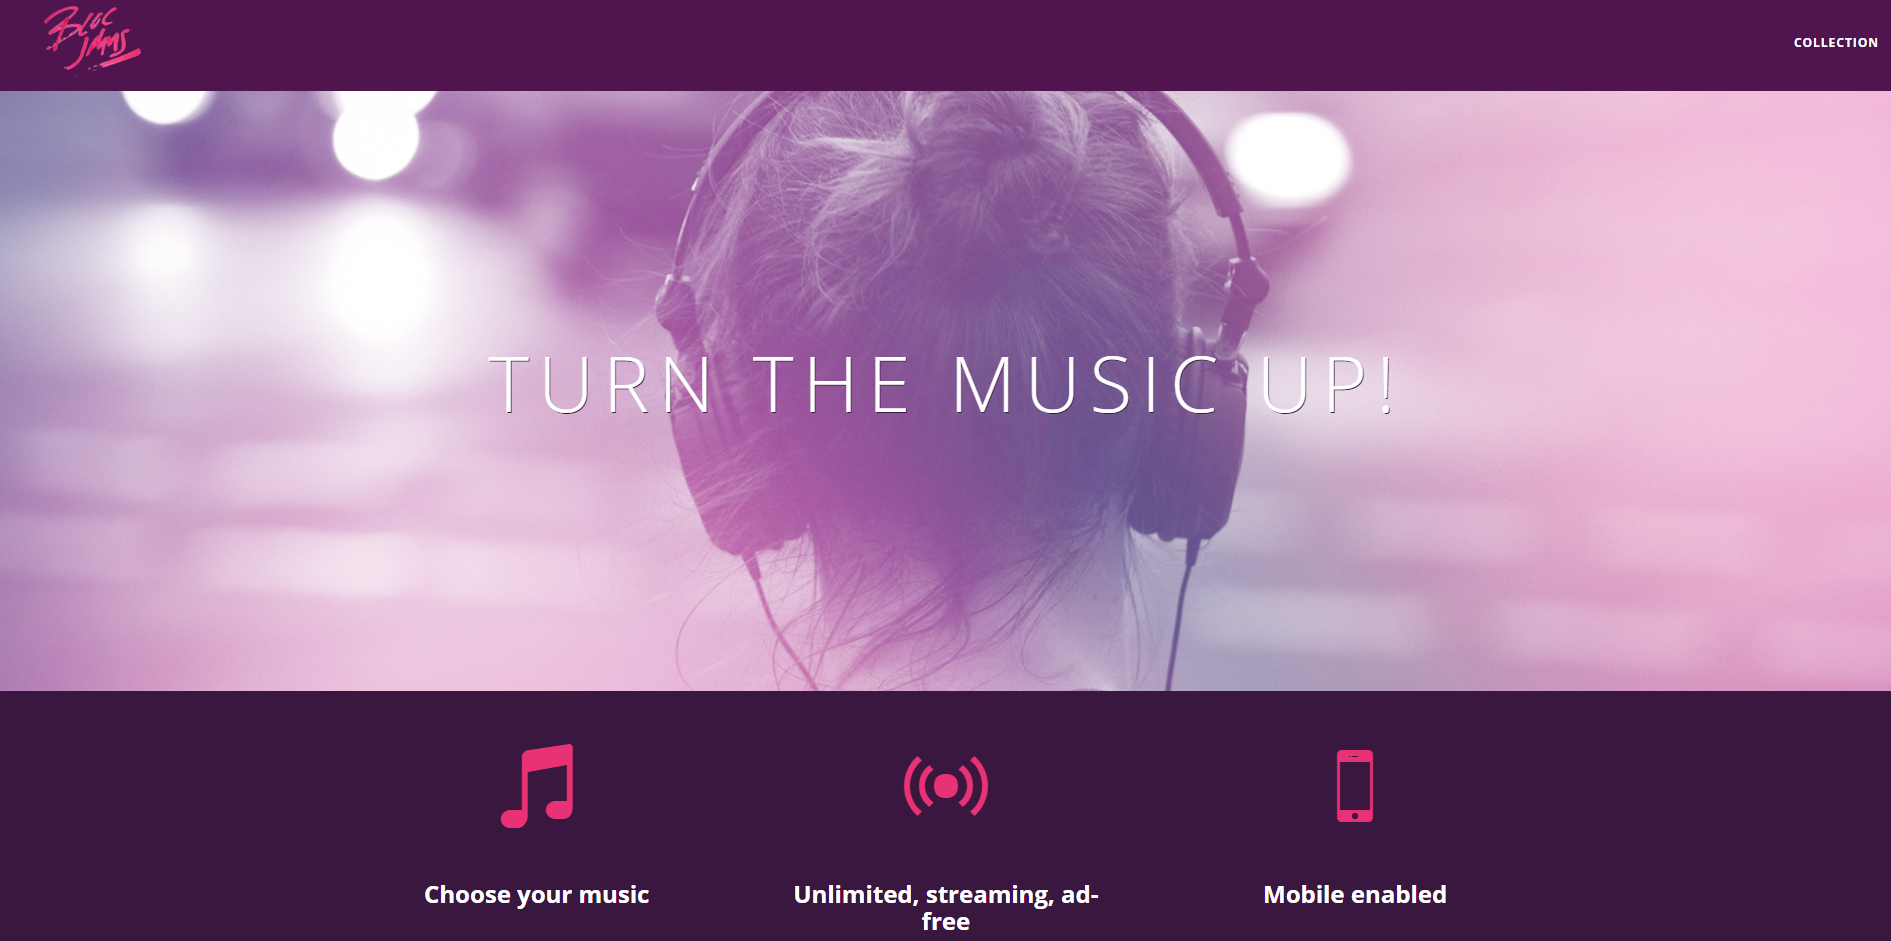 Bloc
Jams
COLLECTION
TURN THE MUSIC UP!
Choose your music
Unlimited, streaming, ad-
free
Mobile enabled